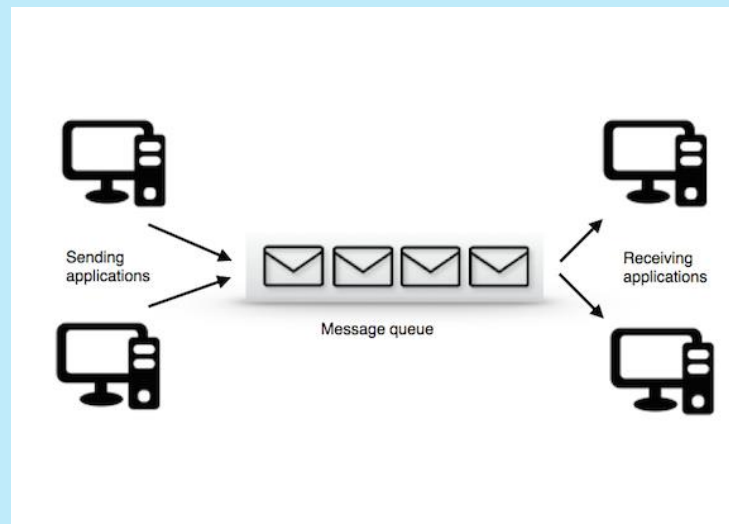 Sending
applications
Message queue
Receiving
applications